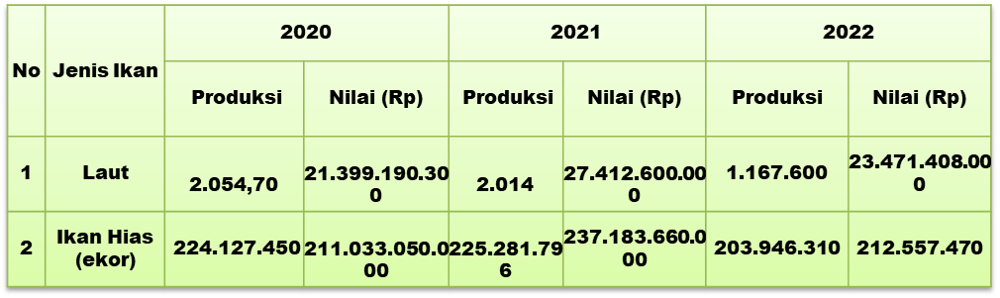 No Jenis Ikan 2020 2021 2022
Produksi Nilai (Rp) Produksi Nilai (Rp) Produksi Nilai (Rp)
1 Laut 2.054,70 21.399.190.30
0 2.014 27.412.600.00
0 1.167.600 23.471.408.00
0
2 Ikan Hias
(ekor) 224.127.450 211.033.050.0
00 225.281.79
6 237.183.660.0
00 203.946.310 212.557.470